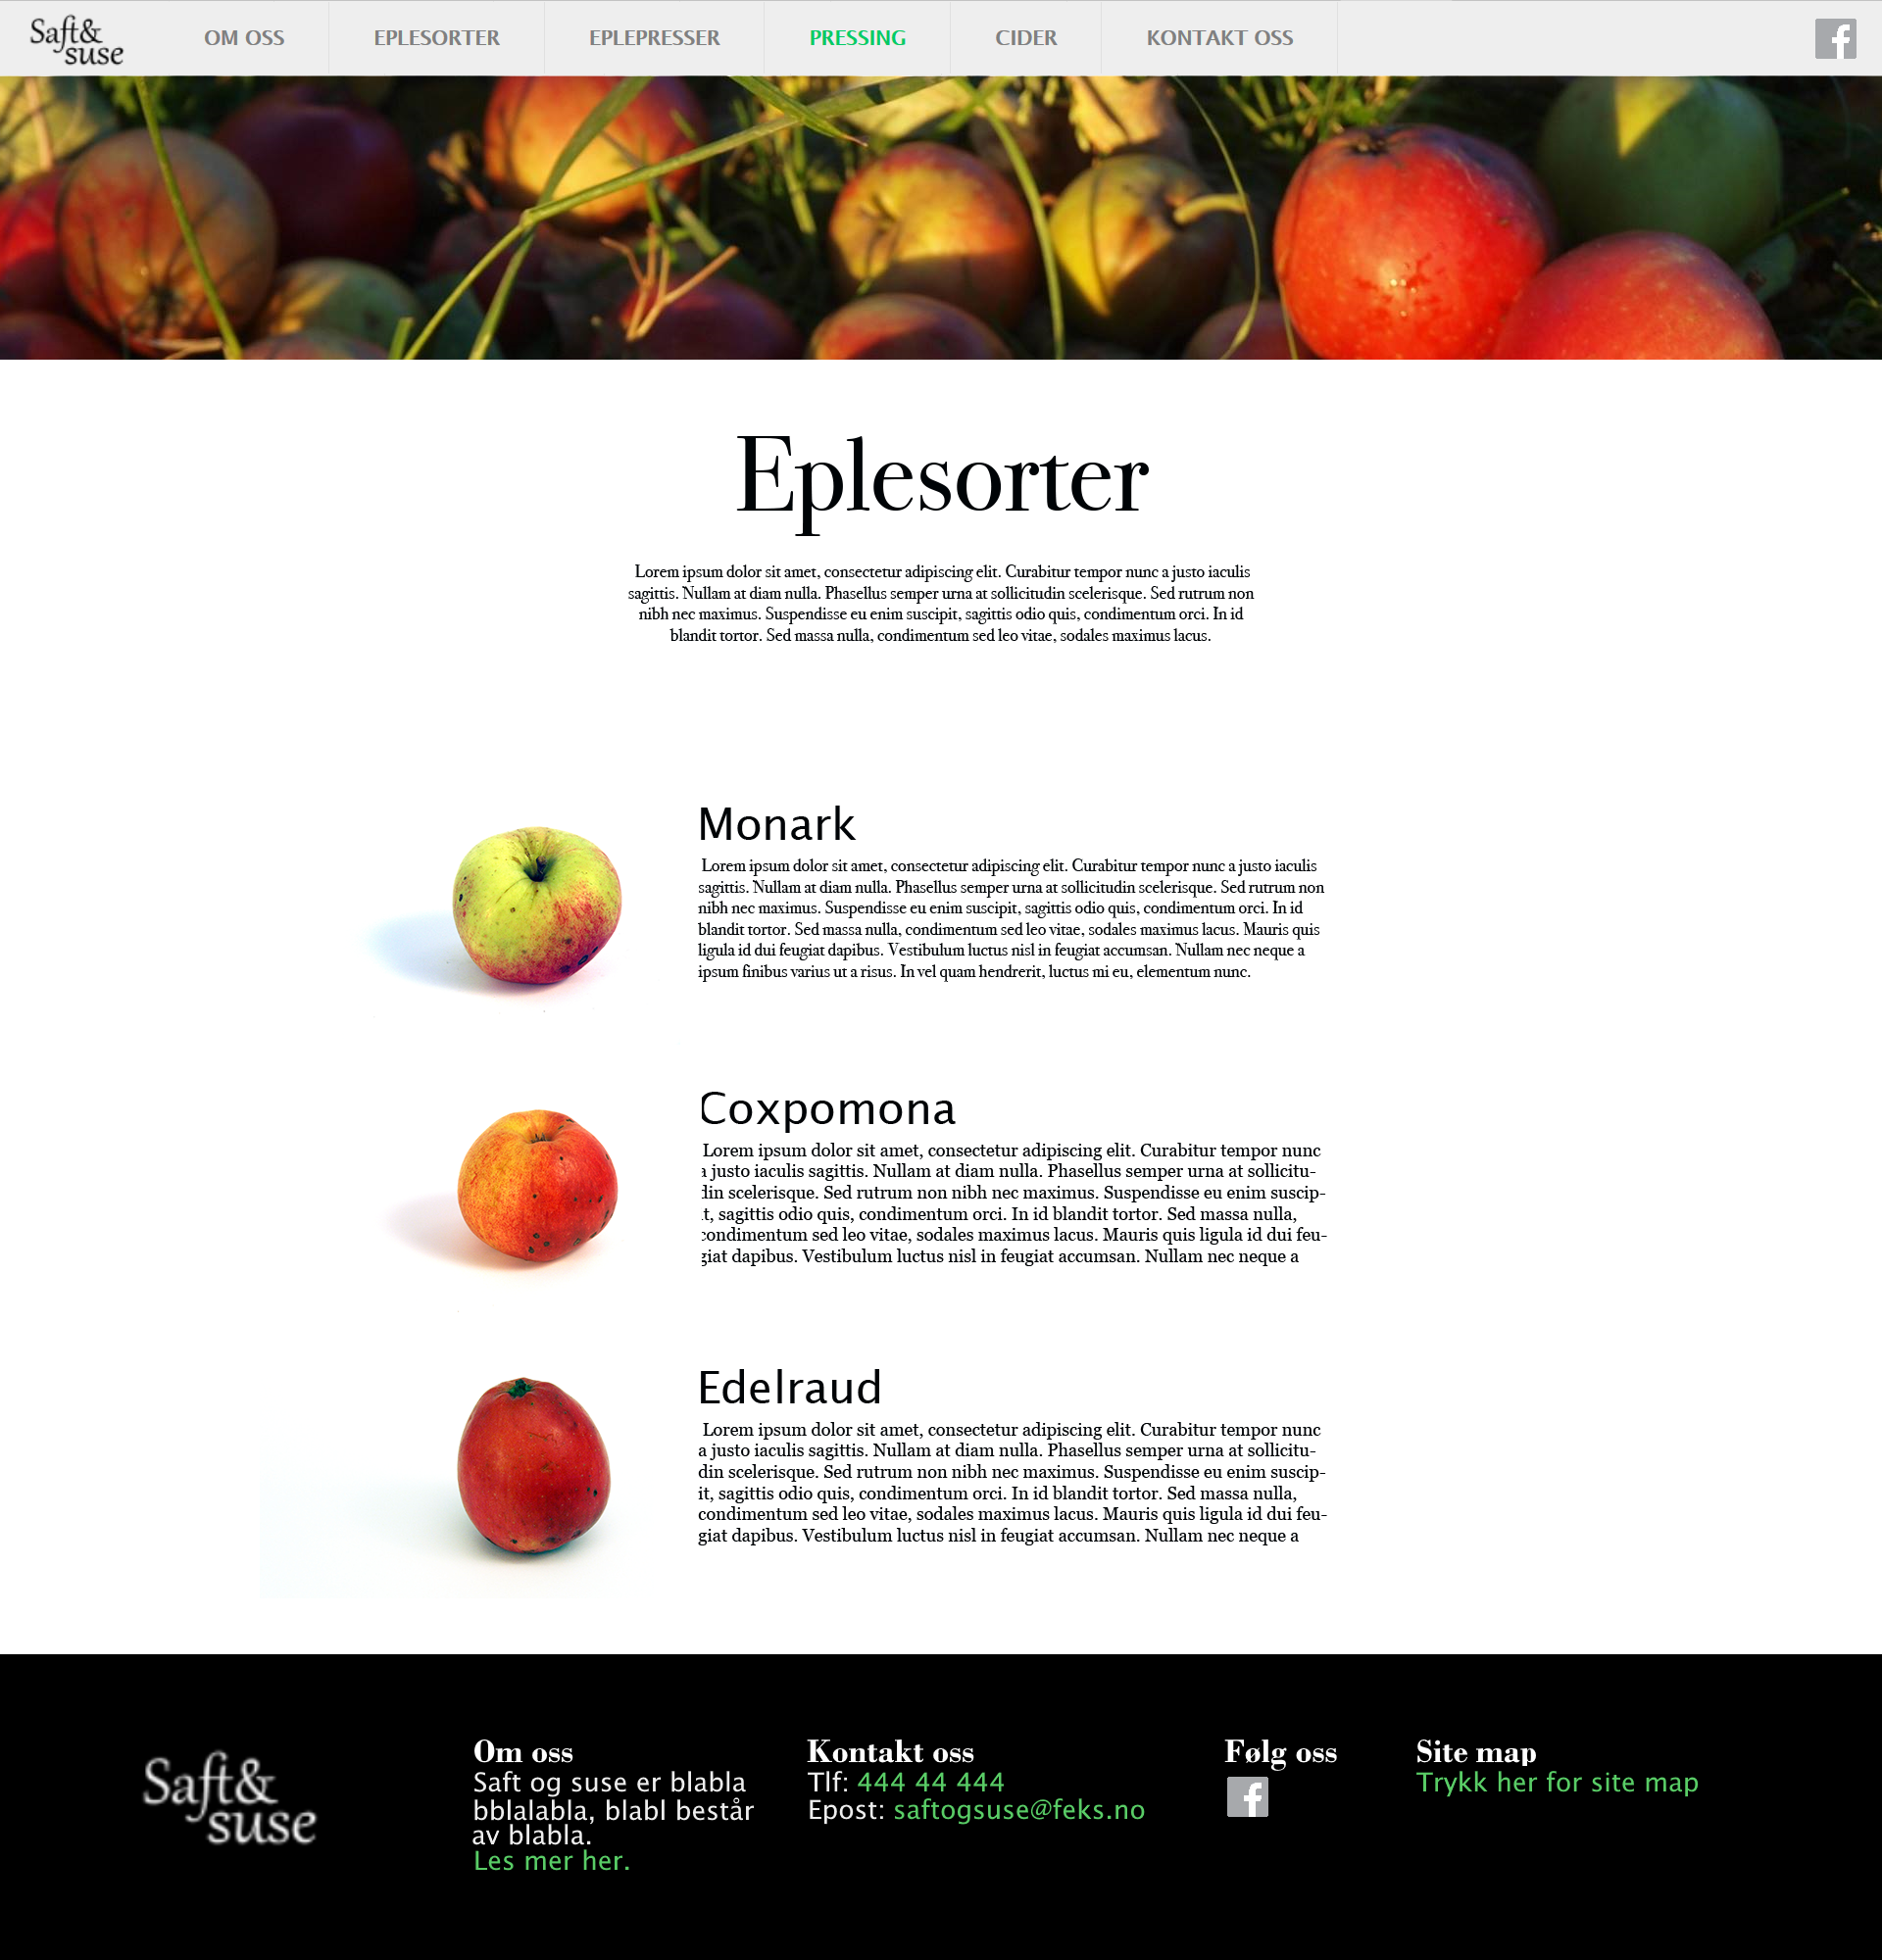 Saft&
suse
OM OSS
EPLESORTER
EPLEPRESSER
PRESSING
CIDER
KONTAKT OSS
f
Eplesorter
Lorem ipsum dolor sit amet, consectetur adipiscing elit. Curabitur tempor nunc a justo iaculis
sagittis. Nullam at diam nulla. Phasellus semper urna at sollicitudin scelerisque. Sed rutrum non
nibh nec maximus. Suspendisse eu enim suscipit, sagittis odio quis, condimentum orci. In id
blandit tortor. Sed massa nulla, condimentum sed leo vitae, sodales maximus lacus.
Monark
Lorem ipsum dolor sit amet, consectetur adipiscing elit. Curabitur tempor nunc a justo iaculis
sagittis. Nullam at diam nulla. Phasellus semper urna at sollicitudin scelerisque. Sed rutrum non
nibh nec maximus. Suspendisse eu enim suscipit, sagittis odio quis, condimentum orci. In id
blandit tortor. Sed massa nulla, condimentum sed leo vitae, sodales maximus lacus. Mauris quis
ligula id dui feugiat dapibus. Vestibulum luctus nisl in feugiat accumsan. Nullam nec neque a
ipsum finibus varius ut a risus. In vel quam hendrerit, luctus mi eu, elementum nunc.
Coxpomona
Lorem ipsum dolor sit amet, consectetur adipiscing elit. Curabitur tempor nunc
a justo iaculis sagittis. Nullam at diam nulla. Phasellus semper urna at sollicitu-
din scelerisque. Sed rutrum non nibh nec maximus. Suspendisse eu enim suscip-
it, sagittis odio quis, condimentum orci. In id blandit tortor. Sed massa nulla,
condimentum sed leo vitae, sodales maximus lacus. Mauris quis ligula id dui feu-
giat dapibus. Vestibulum luctus nisl in feugiat accumsan. Nullam nec neque a
Edelraud
Lorem ipsum dolor sit amet, consectetur adipiscing elit. Curabitur tempor nunc
a justo iaculis sagittis. Nullam at diam nulla. Phasellus semper urna at sollicitu-
din scelerisque. Sed rutrum non nibh nec maximus. Suspendisse eu enim suscip-
it, sagittis odio quis, condimentum orci. In id blandit tortor. Sed massa nulla,
condimentum sed leo vitae, sodales maximus lacus. Mauris quis ligula id dui feu-
giat dapibus. Vestibulum luctus nisl in feugiat accumsan. Nullam nec neque a
Saft&
suse
Om oss
Saft og suse er blabla
bblalabla, blabl består
av blabla.
Les mer her.
Kontakt oss
Tlf: 444 44 444
Epost: saftogsuse@feks.no
Følg oss
f
Site map
Trykk her for site map